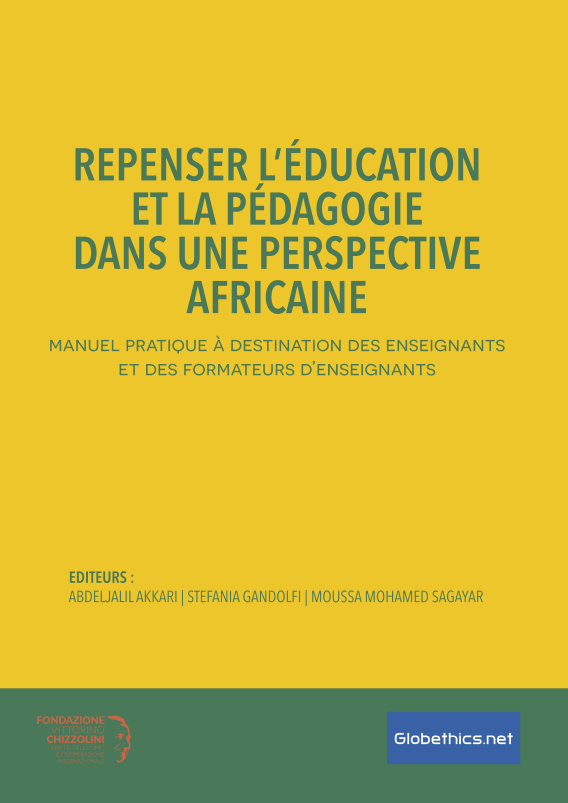 REPENSER L'ÉDUCATION
ET LA PÉDAGOGIE
DANS UNE PERSPECTIVE
AFRICAINE
MANUEL PRATIQUE À DESTINATION DES ENSEIGNANTS
ET DES FORMATEURS D'ENSEIGNANTS
EDITEURS :
ABDELJALIL AKKARI | STEFANIA GANDOLFI | MOUSSA MOHAMED SAGAYAR
FONDAZIONE
VITTORINO
CHIZZOLINI
Globethics.net